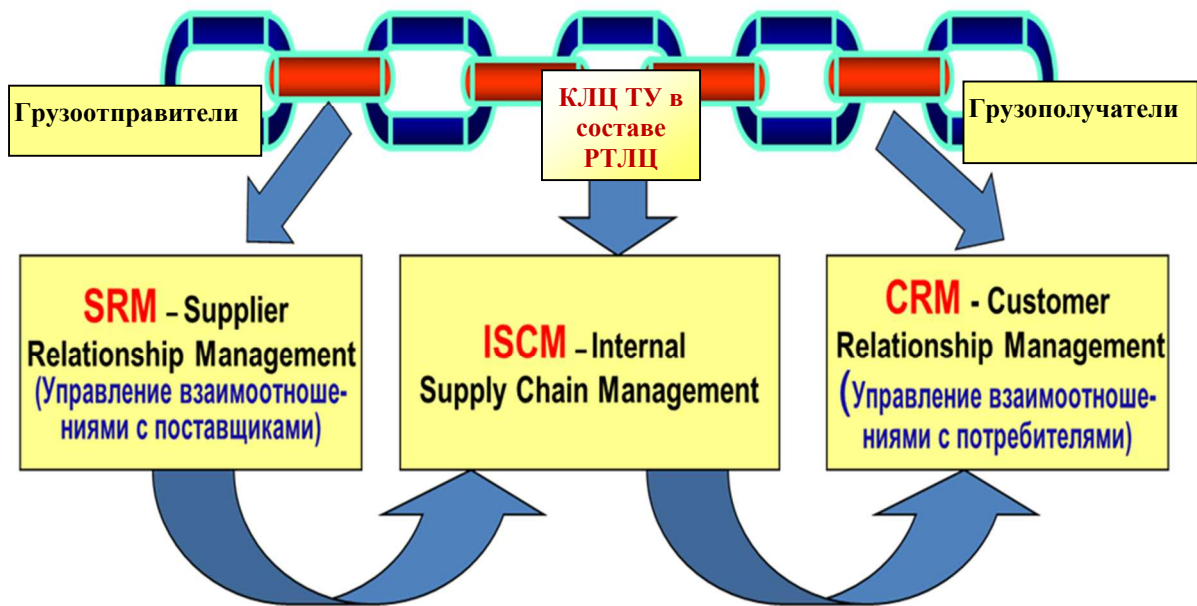 Грузоотправители
КЛЦ ТУ в
составе
РТЛЦ
Грузополучатели
SRM – Supplier
Relationship Management
(Управление взаимоотноше-
ниями с поставщиками)
ISCM – Internal
Supply Chain Management
CRM - Customer
Relationship Management
(Управление взаимоотноше-
ниями с потребителями)